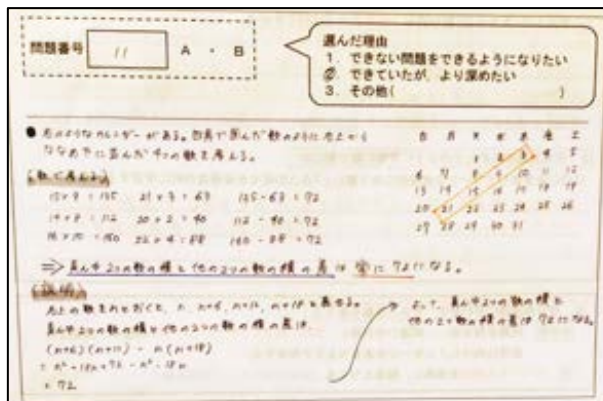 問題番号 11 A ・ B
選んだ理由
1. できない問題をできるようになりたい
2. できていたが、より深めたい
3. その他( )
● 右のようなカレンダーがある。 で囲んだ数のように右上から
ななめ下に並んだ4つの数を考える。
日 月 火 水 木 金 土
1 2 3 4 5
6 7 8 9 10 11 12
13 14 15 16 17 18 19
20 21 22 23 24 25 26
27 28 29 30 31
(数で考える)
15×9=135 21×3=63 135-63=72
14×8=112 20×2=40 112-40=72
16×10=160 22×4=88 160-88=72
⇒ 真ん中2つの数の積と他の2つの数の積の差は常に72になる。
(説明)
右上の数をnとおくと、n, n+6, n+12, n+18と表せる。
真ん中2つの数の積と他の2つの数の積の差は
(n+6)(n+12) - n(n+18)
= n²+18n+72-n²-18n
= 72
よって、真ん中2つの数の積と
他の2つの数の積の差は72になる。